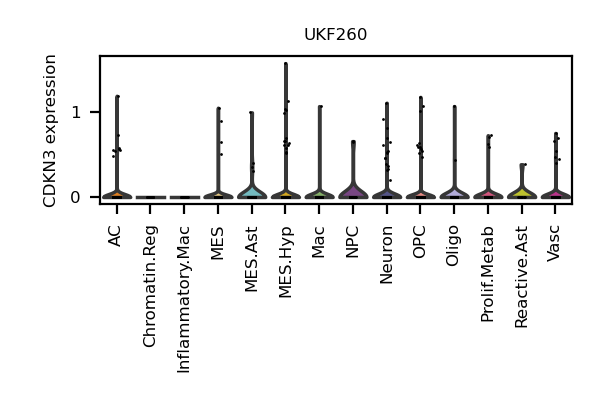 UKF260
CDKN3 expression
1
0
AC
Chromatin.Reg
Inflammatory.Mac
MES
MES.Ast
MES.Hyp
Mac
NPC
Neuron
OPC
Oligo
Prolif.Metab
Reactive.Ast
Vasc